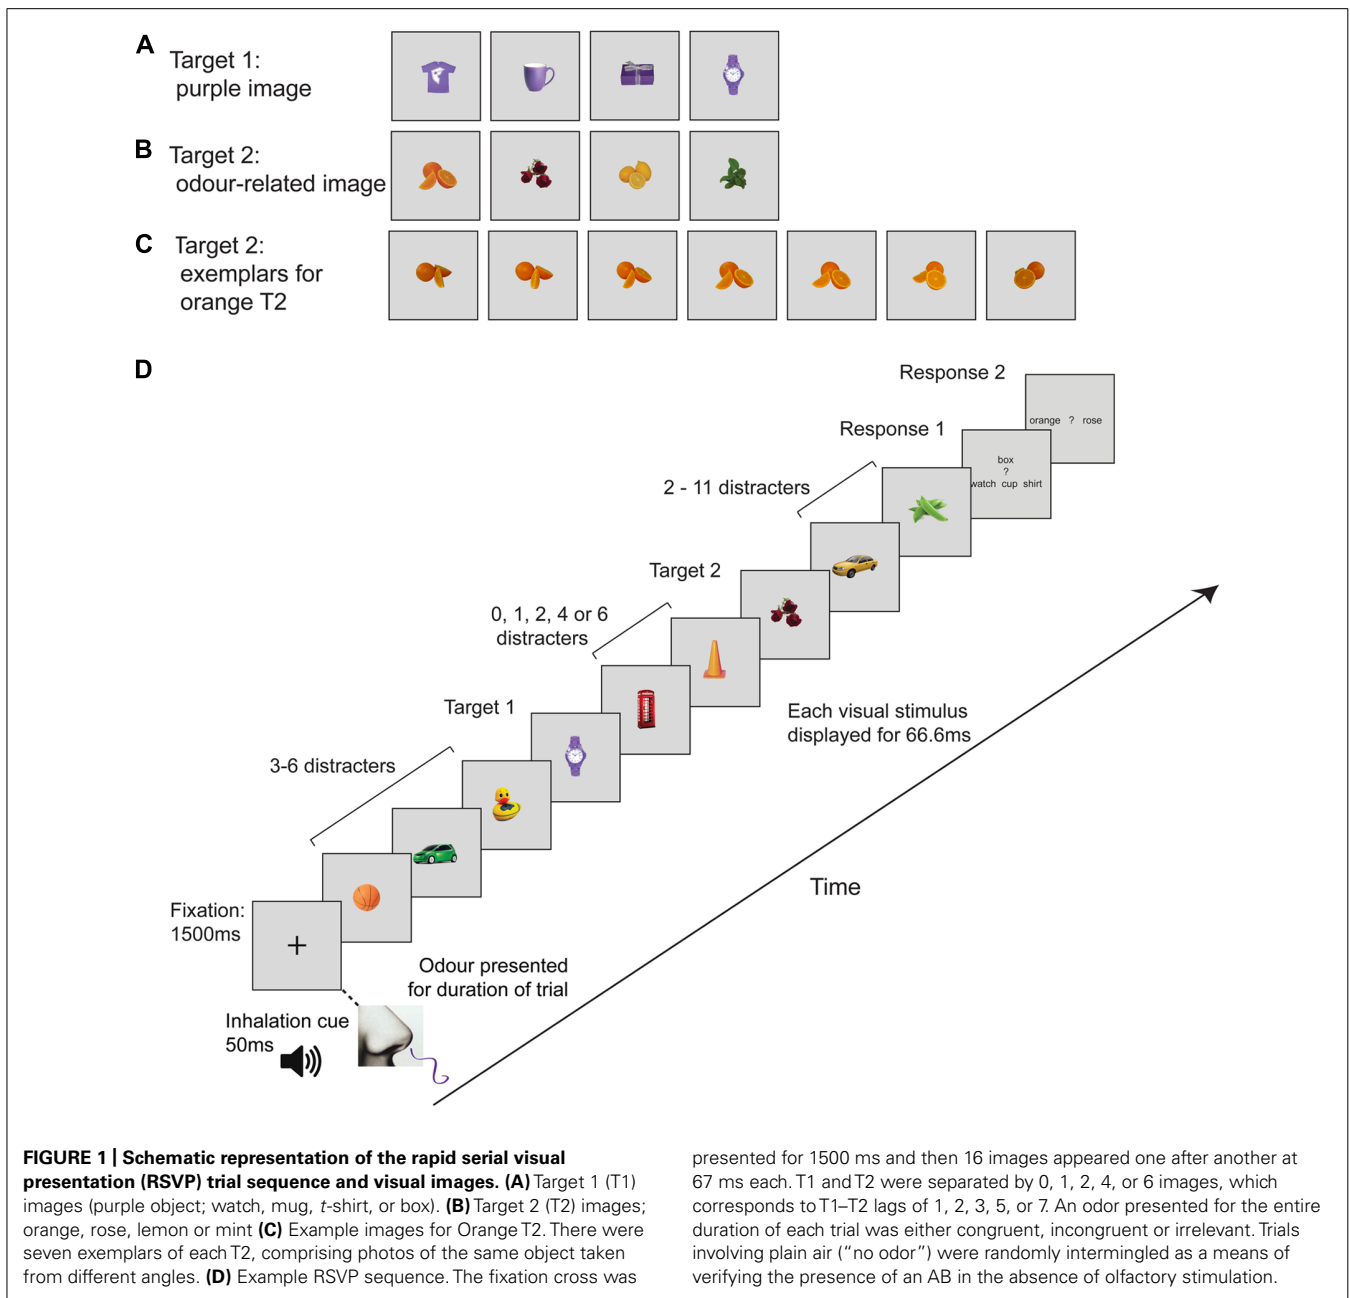 A
Target 1:
purple image
B
Target 2:
odour-related image
C
Target 2:
exemplars for
orange T2
D
Response 2
orange ? rose
Response 1
box
?
watch cup shirt
2 - 11 distracters
Target 2
0, 1, 2, 4 or 6
distracters
Target 1
Each visual stimulus
displayed for 66.6ms
3-6 distracters
Time
Fixation:
1500ms
Odour presented
for duration of trial
Inhalation cue
50ms
FIGURE 1 | Schematic representation of the rapid serial visual
presentation (RSVP) trial sequence and visual images. (A) Target 1 (T1)
images (purple object; watch, mug, t-shirt, or box). (B) Target 2 (T2) images;
orange, rose, lemon or mint (C) Example images for Orange T2. There were
seven exemplars of each T2, comprising photos of the same object taken
from different angles. (D) Example RSVP sequence. The fixation cross was
presented for 1500 ms and then 16 images appeared one after another at
67 ms each. T1 and T2 were separated by 0, 1, 2, 4, or 6 images, which
corresponds to T1–T2 lags of 1, 2, 3, 5, or 7. An odor presented for the entire
duration of each trial was either congruent, incongruent or irrelevant. Trials
involving plain air (“no odor”) were randomly intermingled as a means of
verifying the presence of an AB in the absence of olfactory stimulation.